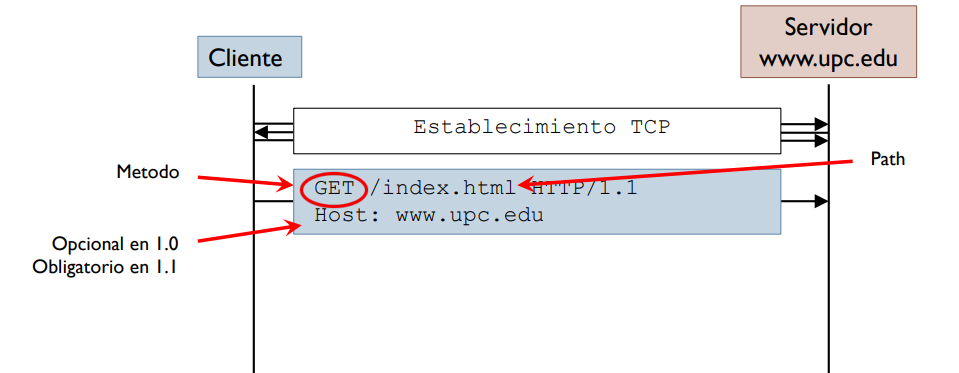 Cliente
Servidor
www.upc.edu
Establecimiento TCP
Metodo
Path
GET /index.html HTTP/1.1
Host: www.upc.edu
Opcional en 1.0
Obligatorio en 1.1